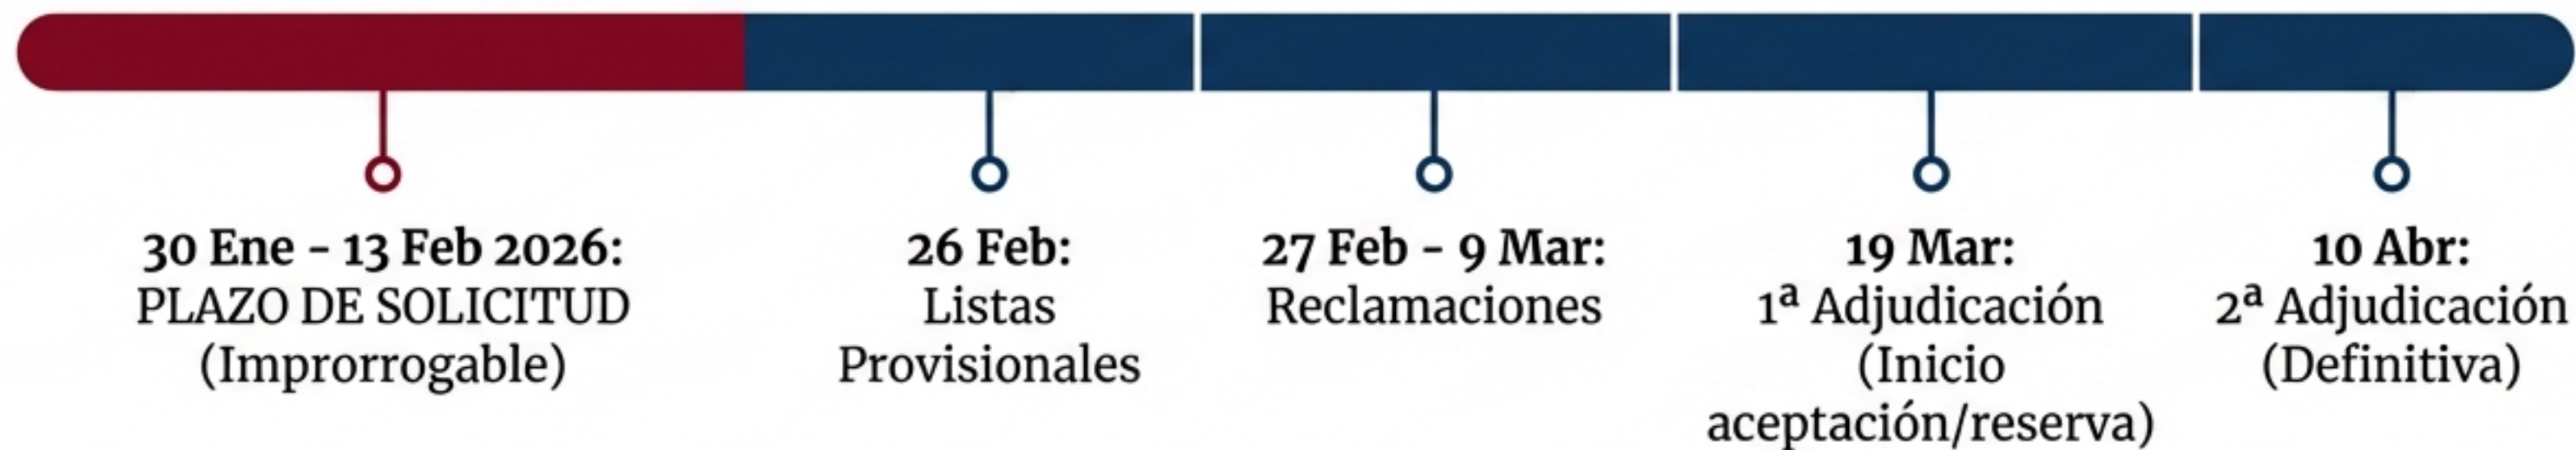 30 Ene - 13 Feb 2026:
PLAZO DE SOLICITUD
(Improrrogable)
26 Feb:
Listas
Provisionales
27 Feb - 9 Mar:
Reclamaciones
19 Mar:
1ª Adjudicación
(Inicio
aceptación/reserva)
10 Abr:
2ª Adjudicación
(Definitiva)